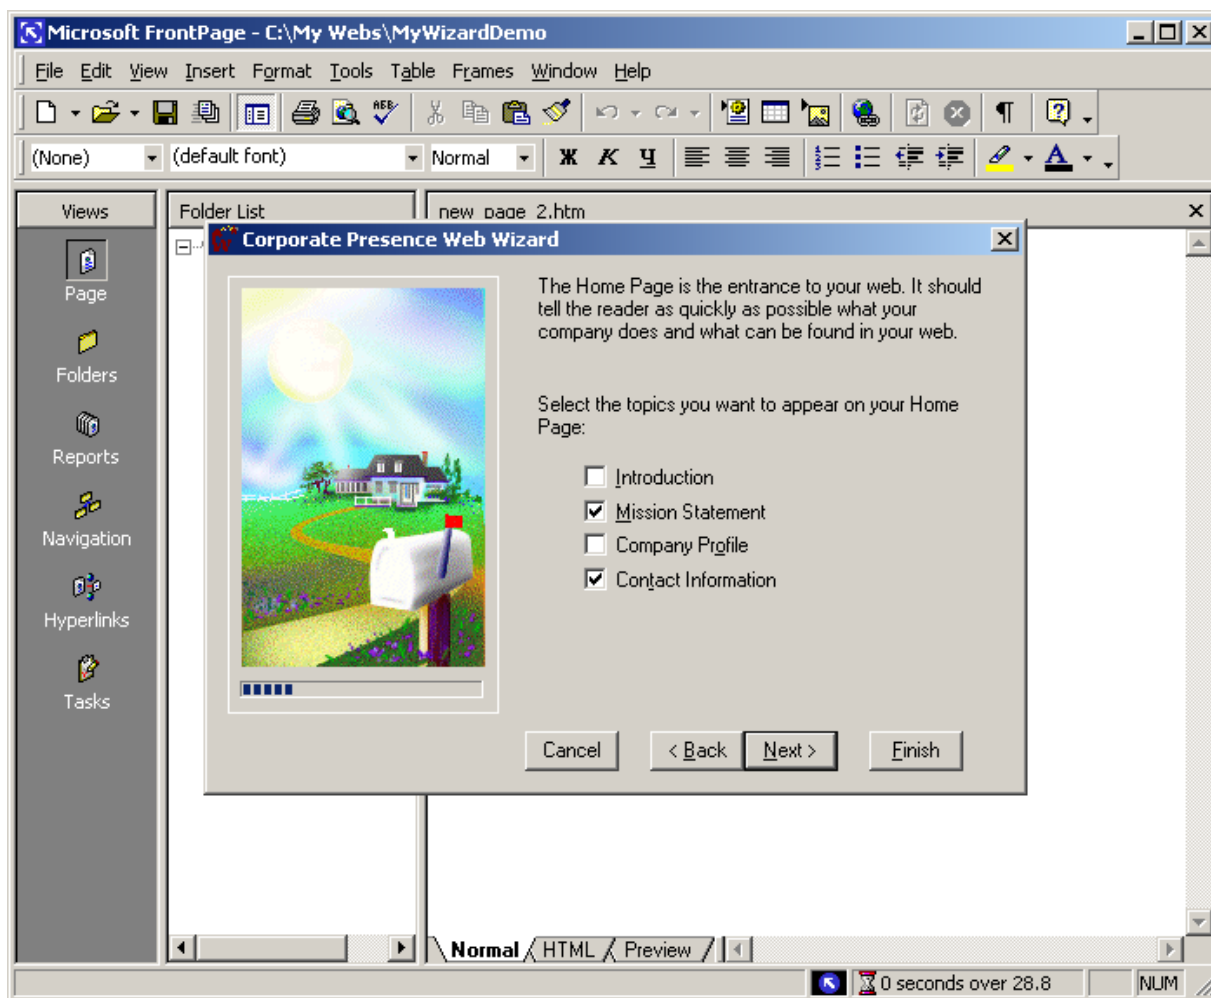 Microsoft FrontPage - C:\My Webs\MyWizardDemo
File Edit View Insert Format Tools Table Frames Window Help
(None) (default font) Normal Ж К Ч A
Views
Page
Folders
Reports
Navigation
Hyperlinks
Tasks
Folder List
new page 2.htm
Corporate Presence Web Wizard
The Home Page is the entrance to your web. It should
tell the reader as quickly as possible what your
company does and what can be found in your web.
Select the topics you want to appear on your Home
Page:
Introduction
Mission Statement
Company Profile
Contact Information
Cancel < Back Next > Finish
Normal HTML Preview
0 seconds over 28.8 NUM